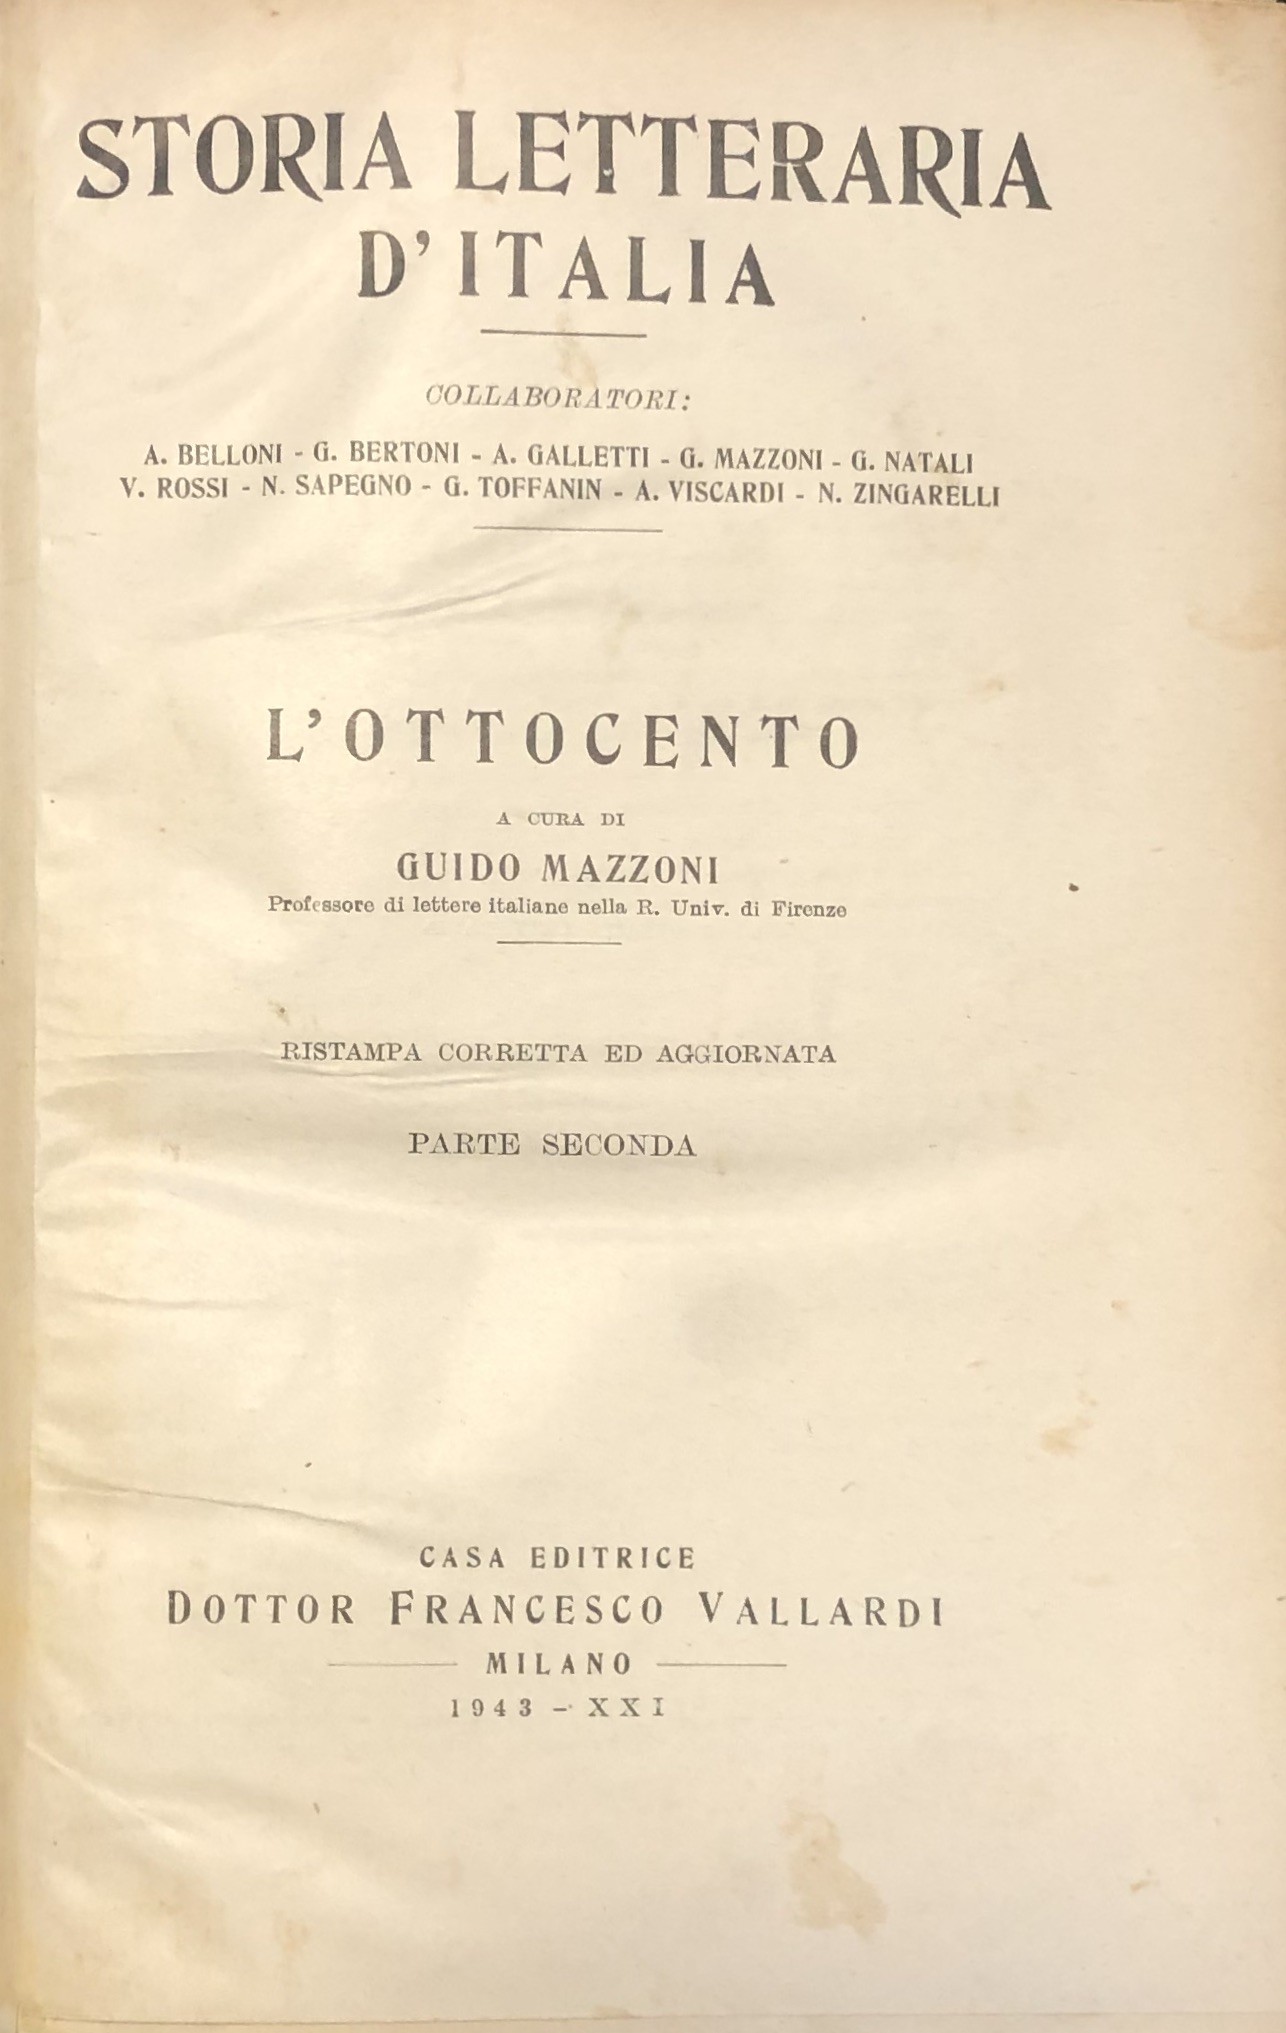 STORIA LETTERARIA
D'ITALIA
COLLABORATORI:
A. BELLONI - G. BERTONI - A. GALLETTI - G. MAZZONI - G. NATALI
V. ROSSI - N. SAPEGNO - G. TOFFANIN - A. VISCARDI - N. ZINGARELLI
L'OTTOCENTO
A CURA DI
GUIDO MAZZONI
Professore di lettere italiane nella R. Univ. di Firenze
RISTAMPA CORRETTA ED AGGIORNATA
PARTE SECONDA
CASA EDITRICE
DOTTOR FRANCESCO VALLARDI
MILANO
1943 - XXI